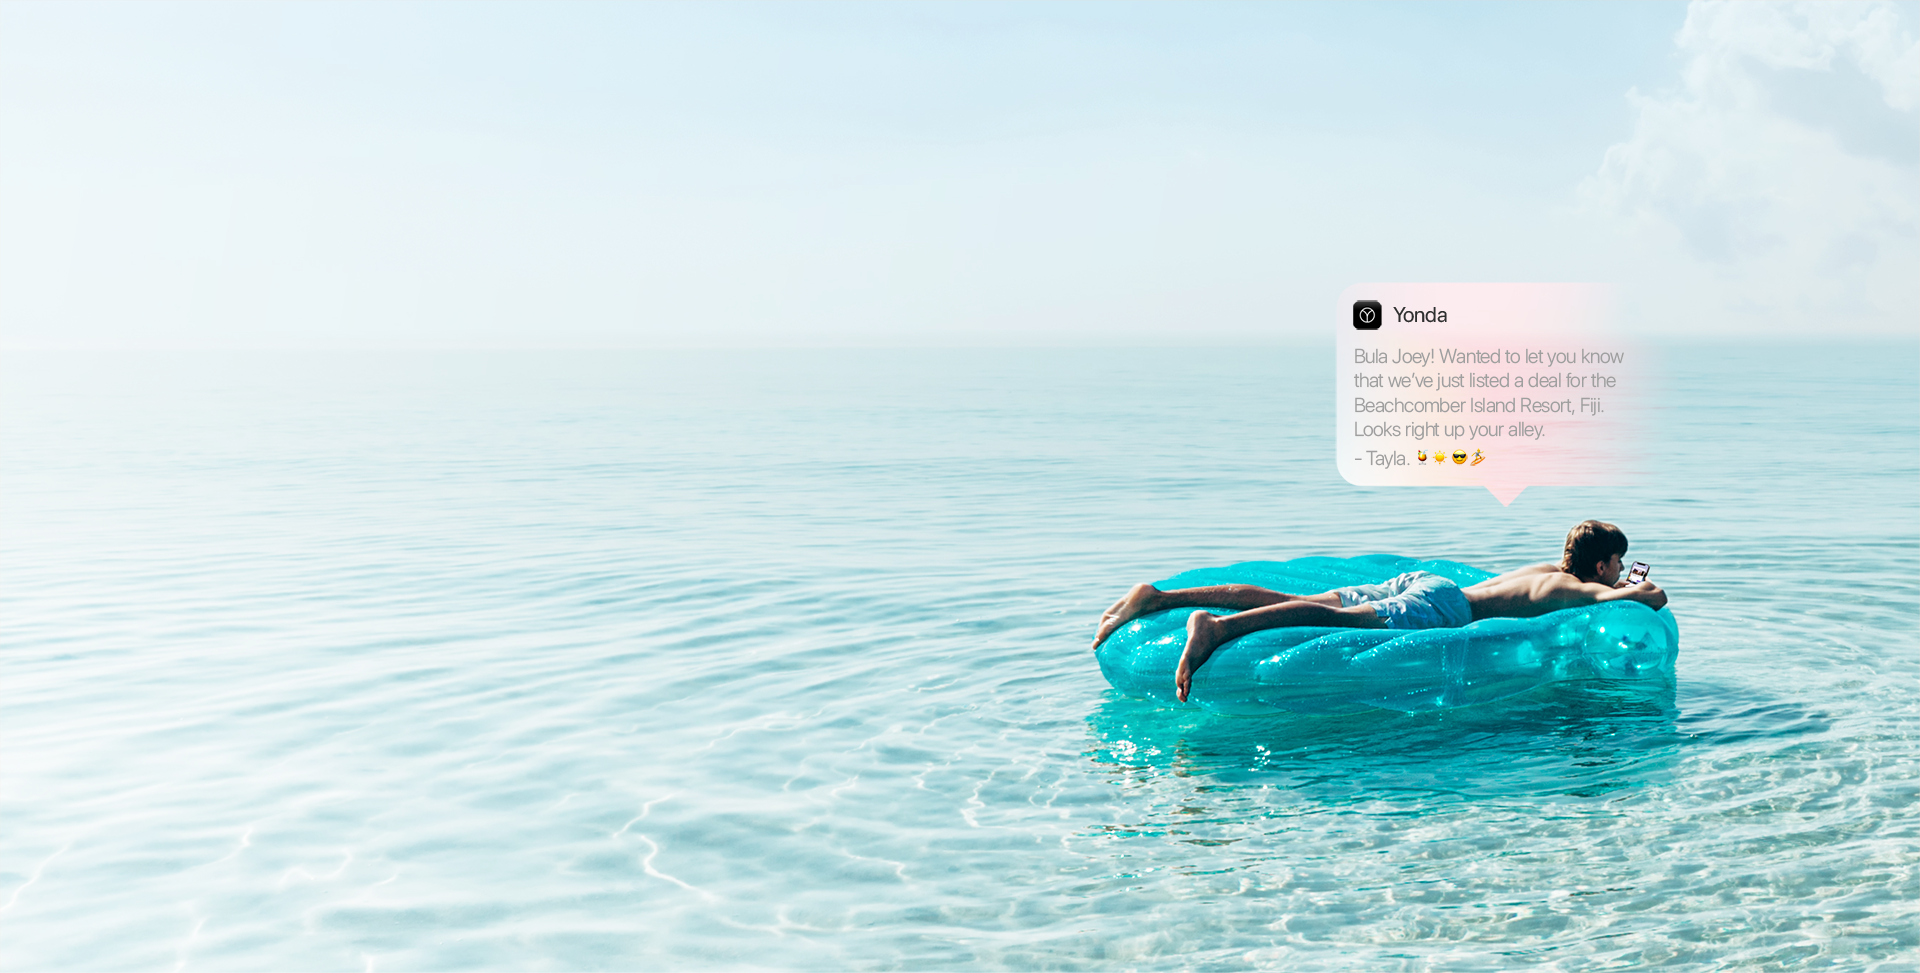 Yonda
Bula Joey! Wanted to let you know
that we’ve just listed a deal for the
Beachcomber Island Resort, Fiji.
Looks right up your alley.
- Tayla. 🍹☀️😎🏄